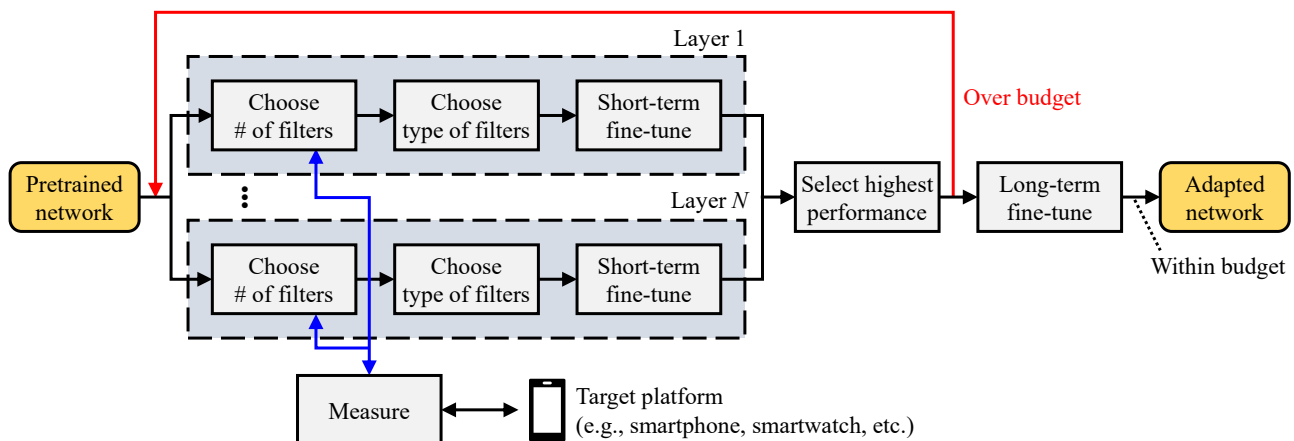 Layer 1
Choose
# of filters
Choose
type of filters
Short-term
fine-tune
Over budget
Pretrained
network
Layer N
Select highest
performance
Long-term
fine-tune
Adapted
network
Choose
# of filters
Choose
type of filters
Short-term
fine-tune
Within budget
Measure
Target platform
(e.g., smartphone, smartwatch, etc.)